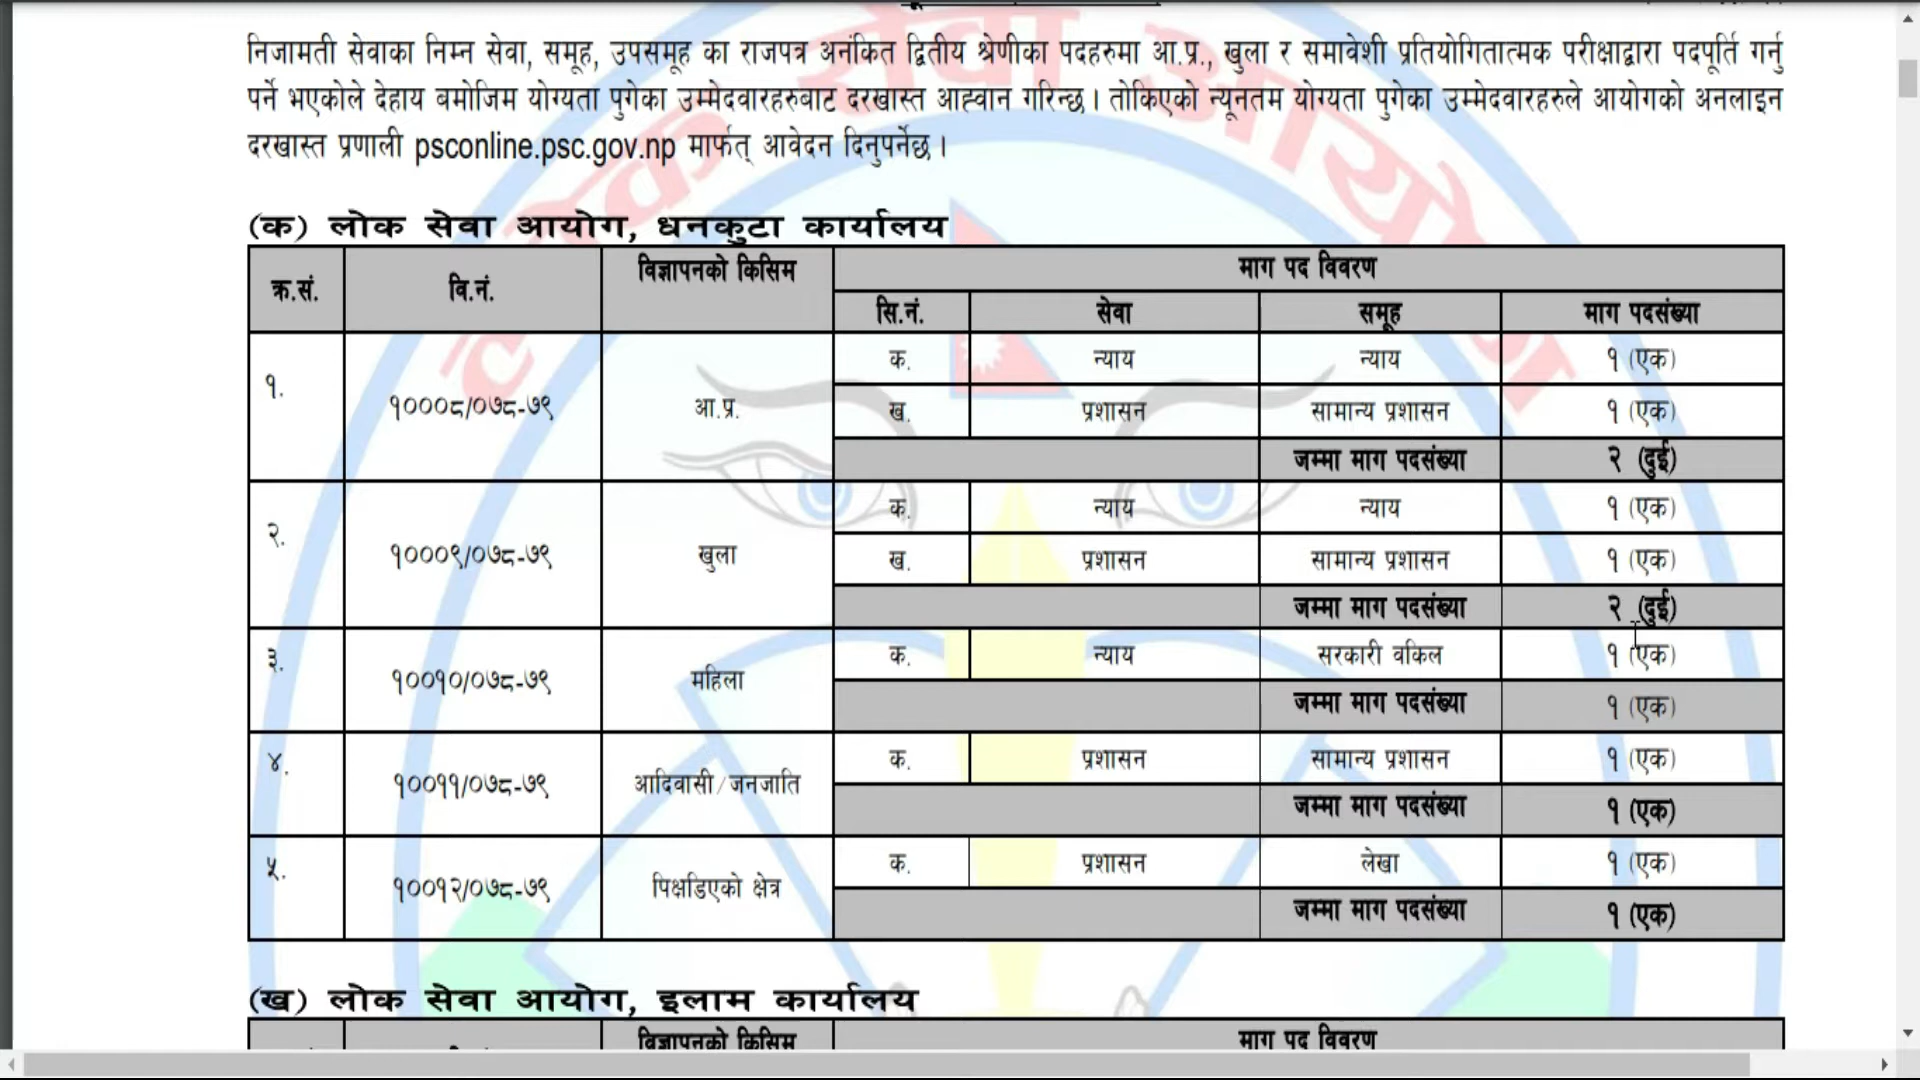 निजामती सेवाका निम्न सेवा, समूह, उपसमूह का राजपत्र अनंकित द्वितीय श्रेणीका पदहरुमा आ.प्र., खुला र समावेशी प्रतियोगितात्मक परीक्षाद्वारा पदपूर्ति गर्नु
पर्ने भएकोले देहाय बमोजिम योग्यता पुगेका उम्मेदवारहरुबाट दरखास्त आह्वान गरिन्छ। तोकिएको न्यूनतम योग्यता पुगेका उम्मेदवारहरुले आयोगको अनलाइन
दरखास्त प्रणाली psconline.psc.gov.np मार्फत् आवेदन दिनुपर्नेछ।
(क) लोक सेवा आयोग, धनकुटा कार्यालय
क्र.सं. वि.नं. विज्ञापनको किसिम माग पद विवरण
सि.नं. सेवा समूह माग पदसंख्या
१. १०००८/०७८-७९ आ.प्र. क. न्याय न्याय १ (एक)
ख. प्रशासन सामान्य प्रशासन १ (एक)
जम्मा माग पदसंख्या २ (दुई)
२. १०००९/०७८-७९ खुला क. न्याय न्याय १ (एक)
ख. प्रशासन सामान्य प्रशासन १ (एक)
जम्मा माग पदसंख्या २ (दुई)
३. १००१०/०७८-७९ महिला क. न्याय सरकारी वकिल १ (एक)
जम्मा माग पदसंख्या १ (एक)
४. १००११/०७८-७९ आदिवासी/जनजाति क. प्रशासन सामान्य प्रशासन १ (एक)
जम्मा माग पदसंख्या १ (एक)
५. १००१२/०७८-७९ पिक्षडिएको क्षेत्र क. प्रशासन लेखा १ (एक)
जम्मा माग पदसंख्या १ (एक)
(ख) लोक सेवा आयोग, इलाम कार्यालय
विज्ञापनको किसिम माग पद विवरण
लोक सेवा आयोग